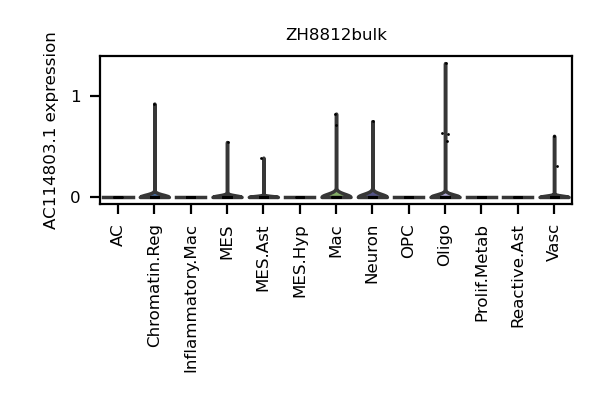 ZH8812bulk
AC114803.1 expression
1
0
AC
Chromatin.Reg
Inflammatory.Mac
MES
MES.Ast
MES.Hyp
Mac
Neuron
OPC
Oligo
Prolif.Metab
Reactive.Ast
Vasc